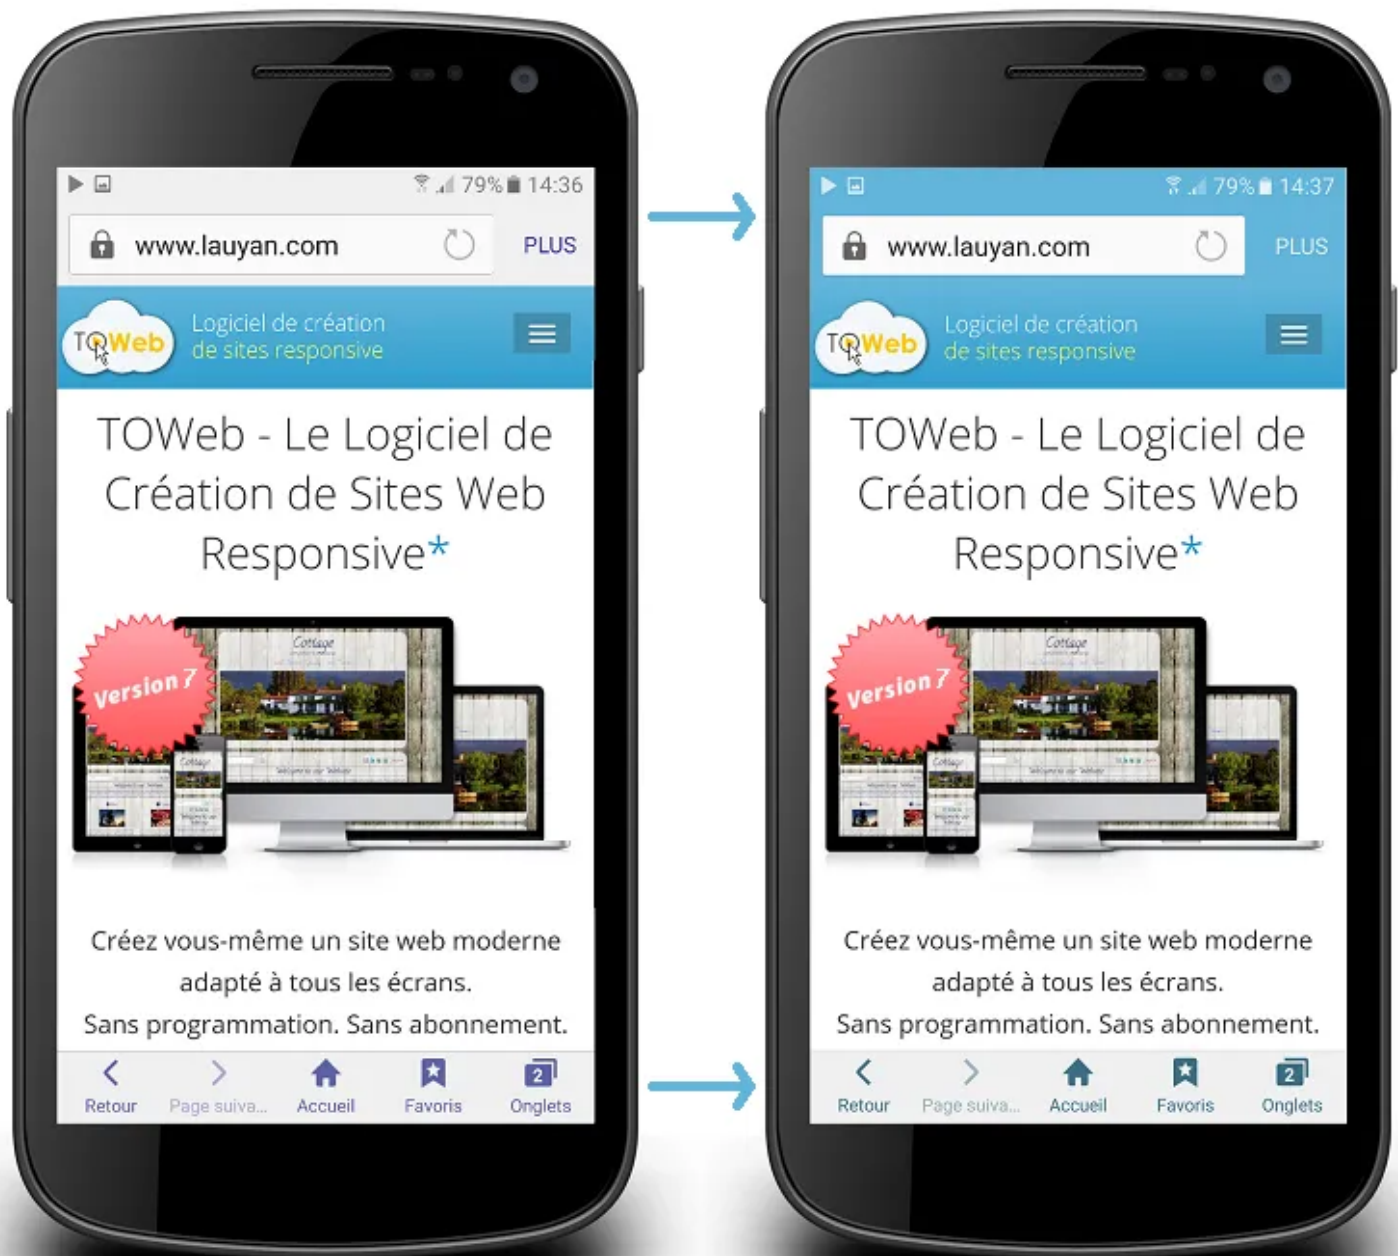 79% 14:36
www.lauyan.com
PLUS
TOWeb
Logiciel de création
de sites responsive
TOWeb - Le Logiciel de
Création de Sites Web
Responsive*
Version 7
Cottage
Cottage
Créez vous-même un site web moderne
adapté à tous les écrans.
Sans programmation. Sans abonnement.
Retour Page suiva... Accueil Favoris 2 Onglets
79% 14:37
www.lauyan.com
PLUS
TOWeb
Logiciel de création
de sites responsive
TOWeb - Le Logiciel de
Création de Sites Web
Responsive*
Version 7
Cottage
Cottage
Créez vous-même un site web moderne
adapté à tous les écrans.
Sans programmation. Sans abonnement.
Retour Page suiva... Accueil Favoris 2 Onglets